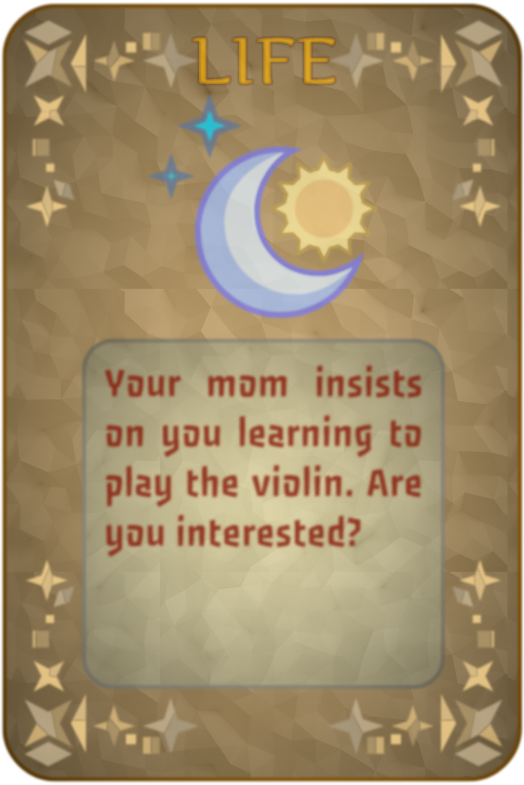 LIFE
Your mom insists
on you learning to
play the violin. Are
you interested?